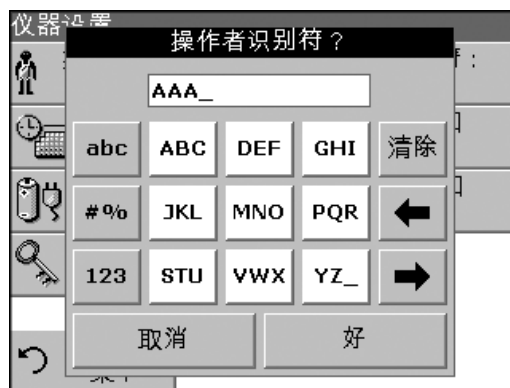 仪器设置
操作者识别符？
AAA_
abc ABC DEF GHI 清除
#% JKL MNO PQR
123 STU VWX YZ_
取消 好